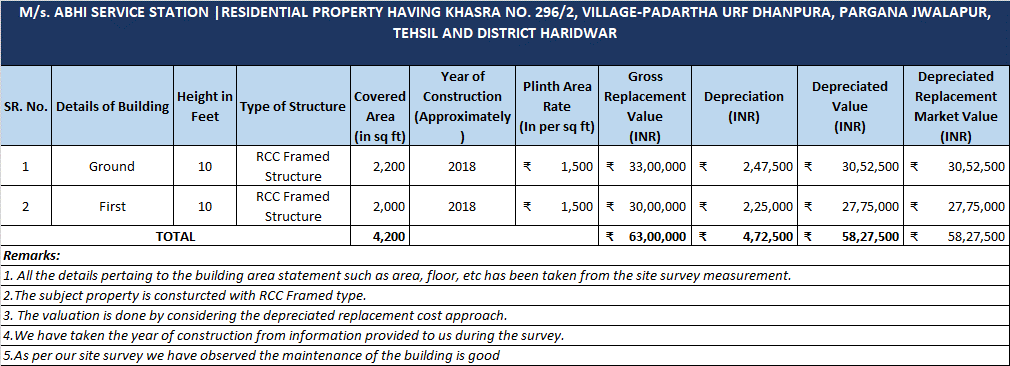 M/s. ABHI SERVICE STATION |RESIDENTIAL PROPERTY HAVING KHASRA NO. 296/2, VILLAGE-PADARTHA URF DHANPURA, PARGANA JWALAPUR,
TEHSIL AND DISTRICT HARIDWAR
SR. No. Details of Building Height in Feet Type of Structure Covered Area (in sq ft) Year of Construction (Approximately) Plinth Area Rate (In per sq ft) Gross Replacement Value (INR) Depreciation (INR) Depreciated Value (INR) Depreciated Replacement Market Value (INR)
1 Ground 10 RCC Framed Structure 2,200 2018 ₹ 1,500 ₹ 33,00,000 ₹ 2,47,500 ₹ 30,52,500 ₹ 30,52,500
2 First 10 RCC Framed Structure 2,000 2018 ₹ 1,500 ₹ 30,00,000 ₹ 2,25,000 ₹ 27,75,000 ₹ 27,75,000
TOTAL 4,200 ₹ 63,00,000 ₹ 4,72,500 ₹ 58,27,500 ₹ 58,27,500
Remarks:
1. All the details pertaing to the building area statement such as area, floor, etc has been taken from the site survey measurement.
2.The subject property is consturcted with RCC Framed type.
3. The valuation is done by considering the depreciated replacement cost approach.
4.We have taken the year of construction from information provided to us during the survey.
5.As per our site survey we have observed the maintenance of the building is good